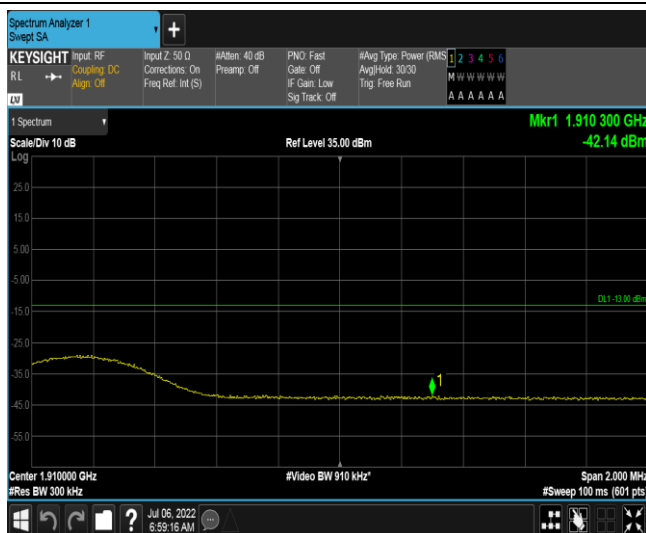 Spectrum Analyzer 1
Swept SA
+
KEYSIGHT
RL
LXI
Input: RF
Coupling: DC
Align: Off
Input Z: 50 Ω
Corrections: On
Freq Ref: Int (S)
#Atten: 40 dB
Preamp: Off
PNO: Fast
Gate: Off
IF Gain: Low
Sig Track: Off
#Avg Type: Power (RMS
Avg|Hold: 30/30
Trig: Free Run
1 2 3 4 5 6
M W W W W W
A A A A A A
1 Spectrum
Mkr1 1.910 300 GHz
Scale/Div 10 dB
Ref Level 35.00 dBm
-42.14 dBm
Log
25.0
15.0
5.00
-5.00
DL1 -13.00 dBm
-15.0
-25.0
-35.0
1
-45.0
-55.0
Center 1.910000 GHz
#Video BW 910 kHz*
Span 2.000 MHz
#Res BW 300 kHz
#Sweep 100 ms (601 pts)
?
Jul 06, 2022
6:59:16 AM